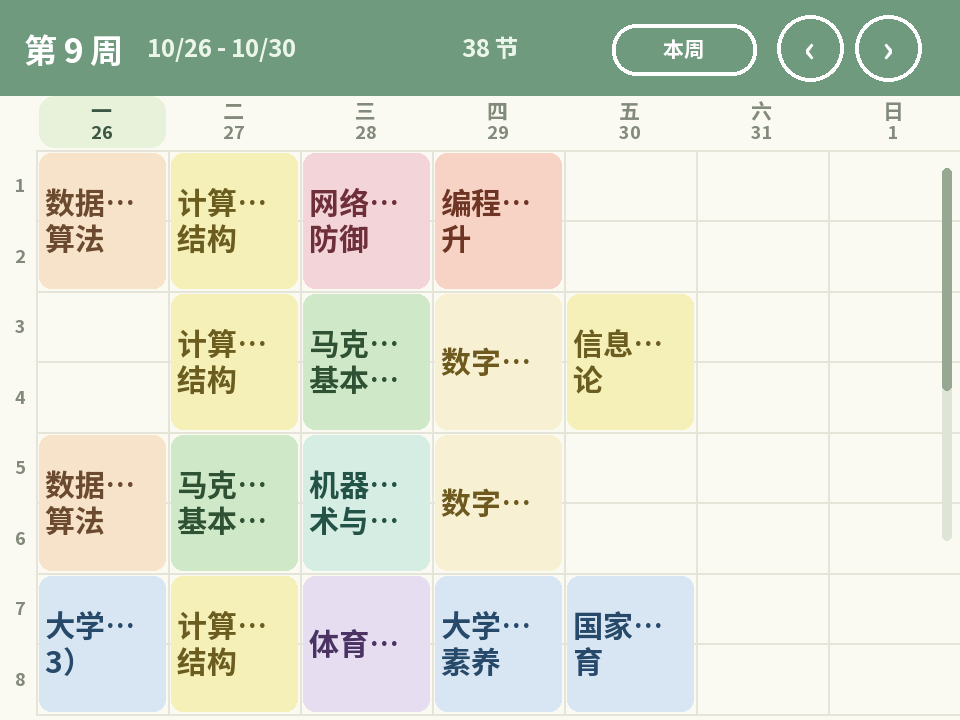 第 9 周 10/26 - 10/30 38 节 本周 ‹ ›
一 二 三 四 五 六 日
26 27 28 29 30 31 1
1
2
数据…
算法
计算…
结构
网络…
防御
编程…
升
3
4
计算…
结构
马克…
基本…
数字…
信息…
论
5
6
数据…
算法
马克…
基本…
机器…
术与…
数字…
7
8
大学…
3）
计算…
结构
体育…
大学…
素养
国家…
育